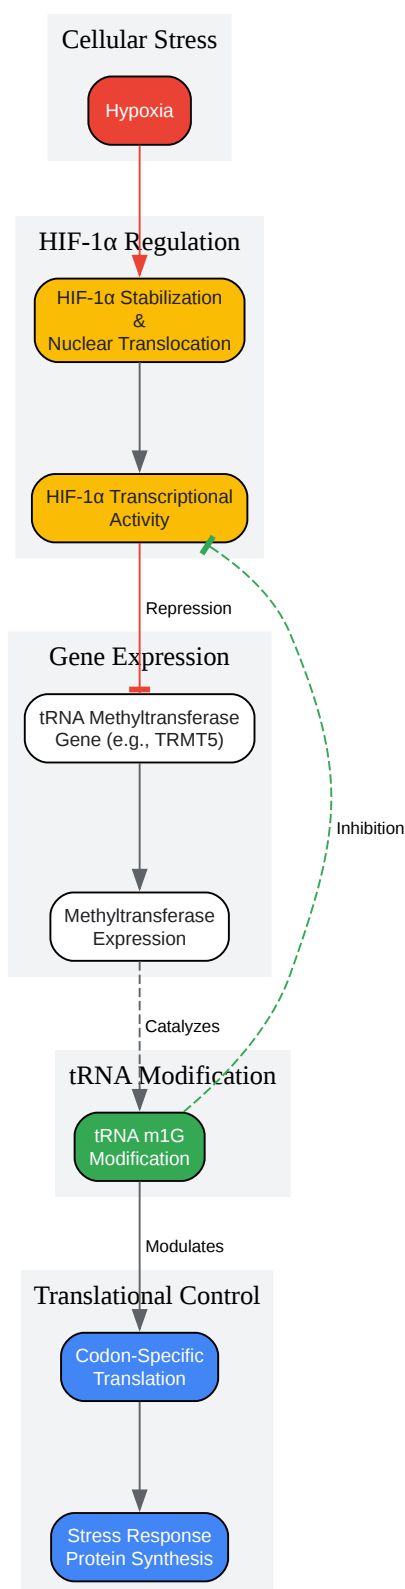 Cellular Stress
Hypoxia
HIF-1α Regulation
HIF-1α Stabilization
&
Nuclear Translocation
HIF-1α Transcriptional
Activity
Repression
Gene Expression
tRNA Methyltransferase
Gene (e.g., TRMT5)
Inhibition
Methyltransferase
Expression
Catalyzes
tRNA Modification
tRNA m1G
Modification
Modulates
Translational Control
Codon-Specific
Translation
Stress Response
Protein Synthesis